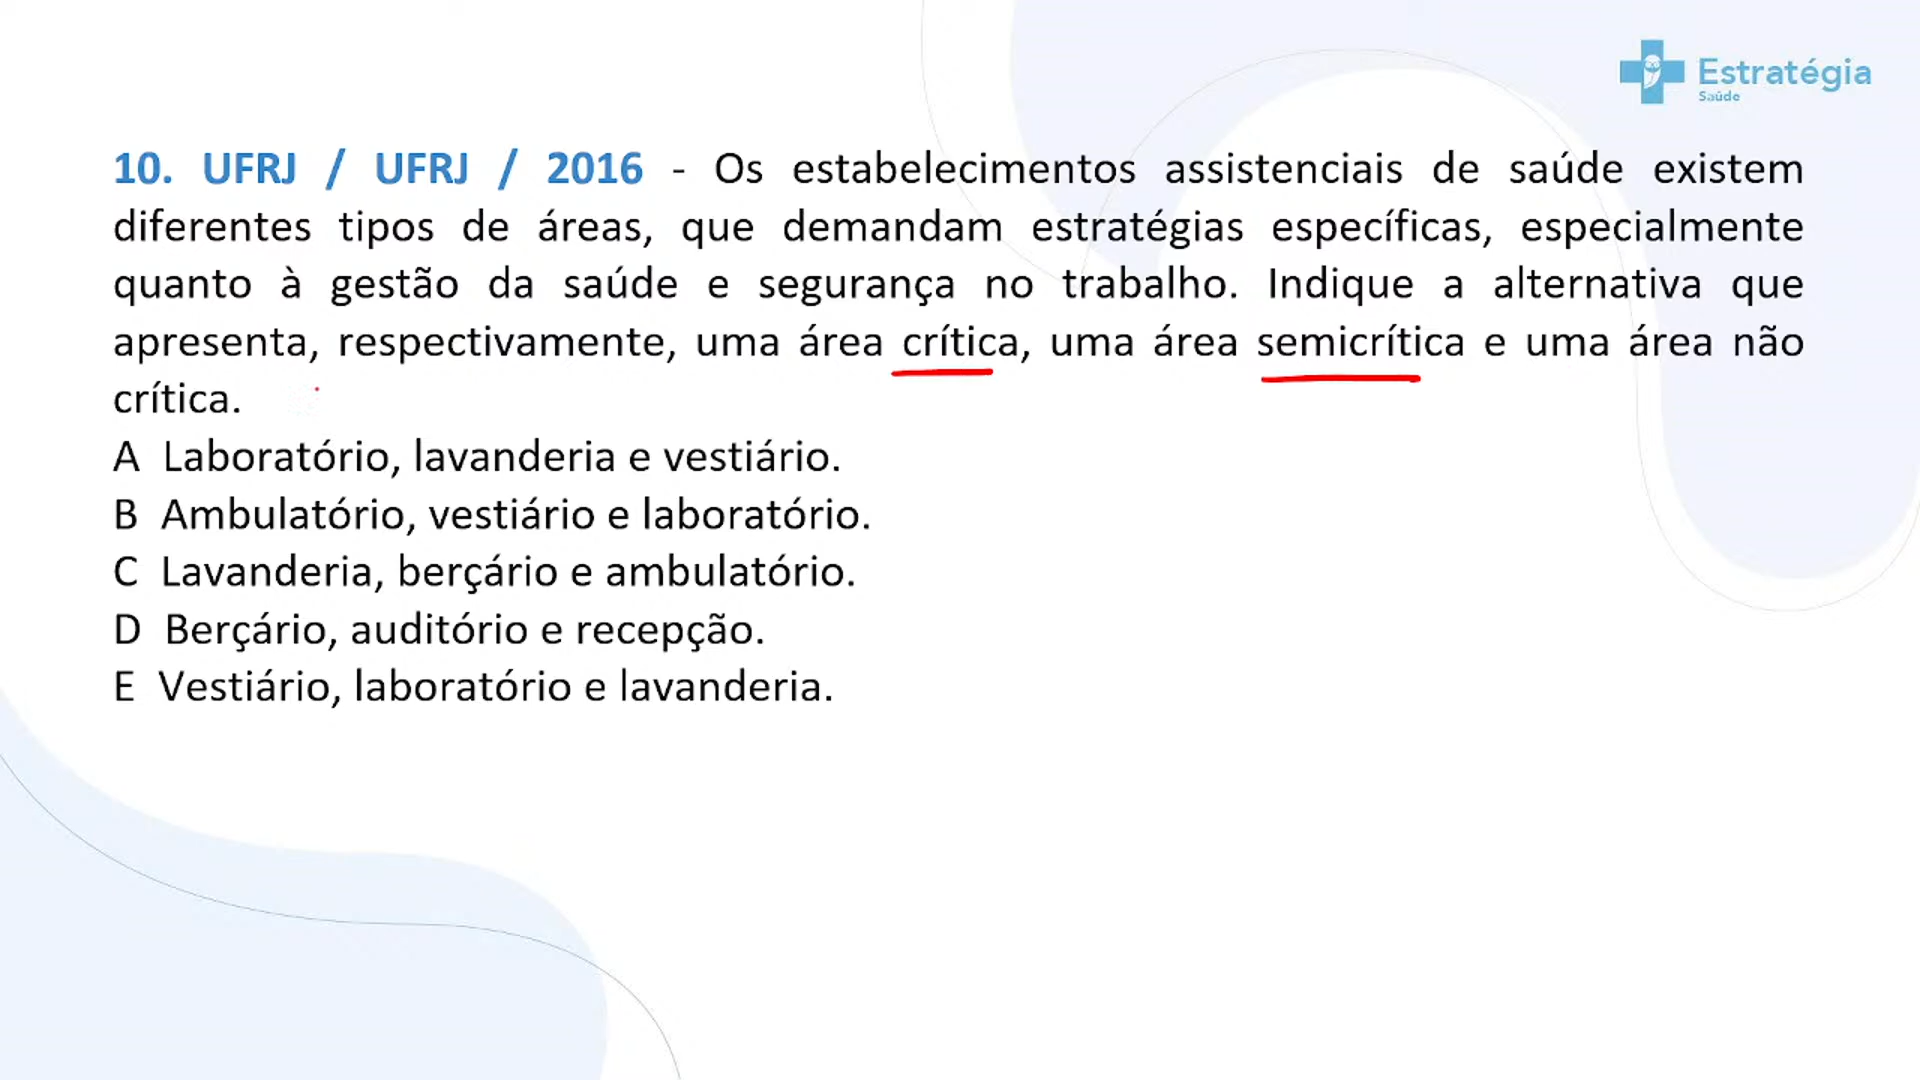 Estratégia
Saúde
10. UFRJ / UFRJ / 2016 - Os estabelecimentos assistenciais de saúde existem
diferentes tipos de áreas, que demandam estratégias específicas, especialmente
quanto à gestão da saúde e segurança no trabalho. Indique a alternativa que
apresenta, respectivamente, uma área crítica, uma área semicrítica e uma área não
crítica.
A Laboratório, lavanderia e vestiário.
B Ambulatório, vestiário e laboratório.
C Lavanderia, berçário e ambulatório.
D Berçário, auditório e recepção.
E Vestiário, laboratório e lavanderia.